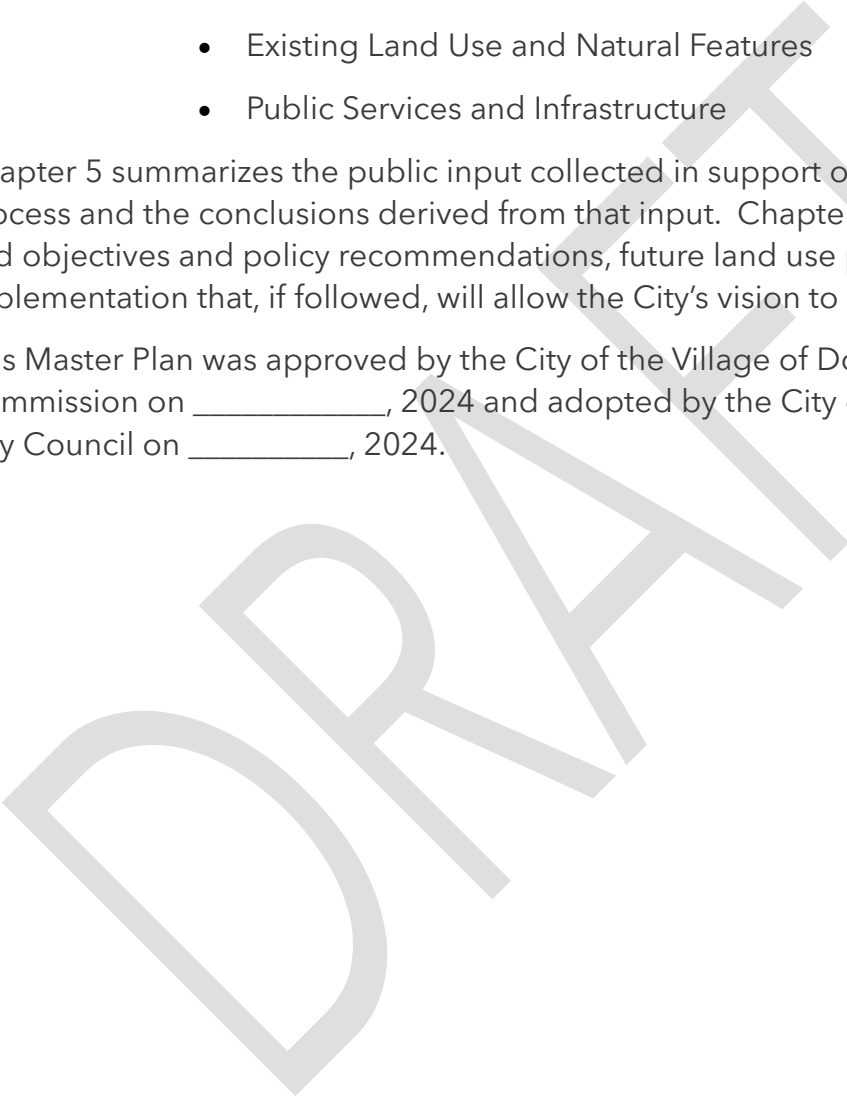 • Existing Land Use and Natural Features
• Public Services and Infrastructure
apter 5 summarizes the public input collected in support o
ocess and the conclusions derived from that input. Chapte
d objectives and policy recommendations, future land use
plementation that, if followed, will allow the City's vision to
s Master Plan was approved by the City of the Village of Do
mmission on ____________, 2024 and adopted by the City
y Council on __________, 2024.
DRAFT